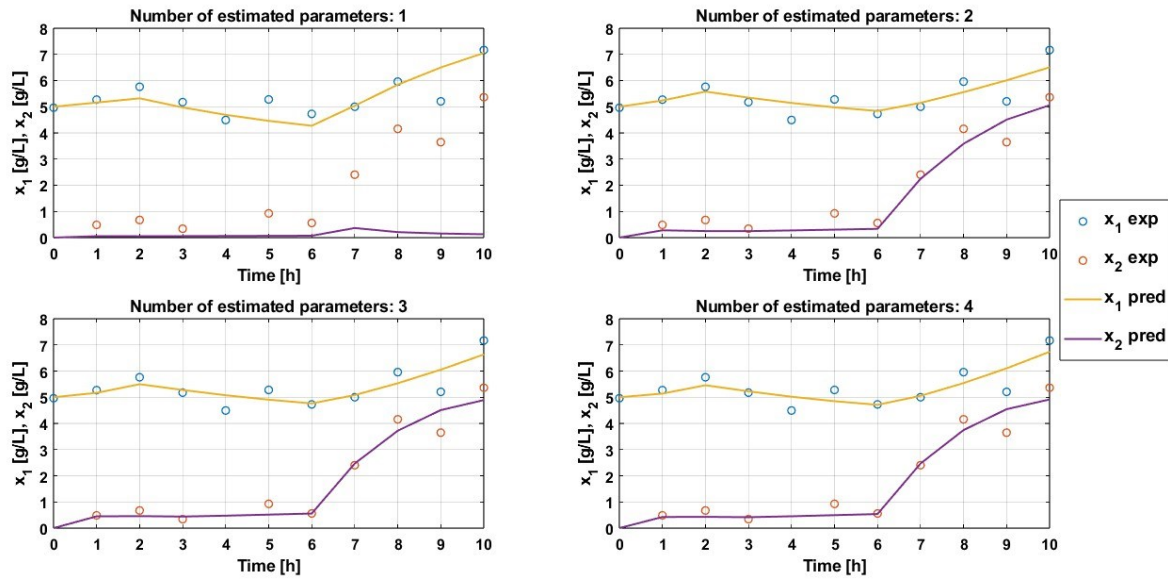 Number of estimated parameters: 1
8
7
6
5
4
3
2
1
0
x1 [g/L], x2 [g/L]
0 1 2 3 4 5 6 7 8 9 10
Time [h]
Number of estimated parameters: 2
8
7
6
5
4
3
2
1
0
x1 [g/L], x2 [g/L]
0 1 2 3 4 5 6 7 8 9 10
Time [h]
x1 exp
x2 exp
x1 pred
x2 pred
Number of estimated parameters: 3
8
7
6
5
4
3
2
1
0
x1 [g/L], x2 [g/L]
0 1 2 3 4 5 6 7 8 9 10
Time [h]
Number of estimated parameters: 4
8
7
6
5
4
3
2
1
0
x1 [g/L], x2 [g/L]
0 1 2 3 4 5 6 7 8 9 10
Time [h]